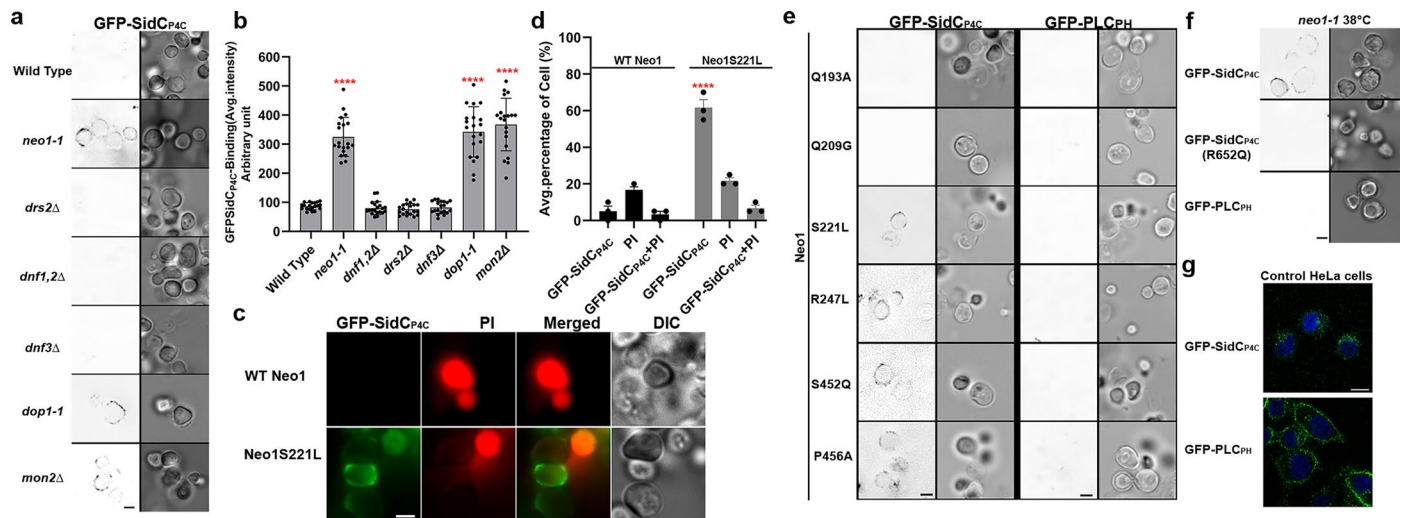 a
GFP-SidCP4C
Wild Type
neo1-1
drs2Δ
dnf1,2Δ
dnf3Δ
dop1-1
mon2Δ
b
GFPSidCP4C-Binding(Avg.intensity)
Arbitrary unit
600
500
400
300
200
100
0
****
****
****
Wild Type
neo1-1
dnf1,2Δ
drs2Δ
dnf3Δ
dop1-1
mon2Δ
c
GFP-SidCP4C PI Merged DIC
WT Neo1
Neo1S221L
d
Avg.percentage of Cell (%)
100
80
60
40
20
0
WT Neo1 Neo1S221L
****
GFP-SidCP4C
PI
GFP-SidCP4C+PI
GFP-SidCP4C
PI
GFP-SidCP4C+PI
e
GFP-SidCP4C GFP-PLCPH
Neo1
Q193A
Q209G
S221L
R247L
S452Q
P456A
f
neo1-1 38°C
GFP-SidCP4C
GFP-SidCP4C
(R652Q)
GFP-PLCPH
g
Control HeLa cells
GFP-SidCP4C
GFP-PLCPH